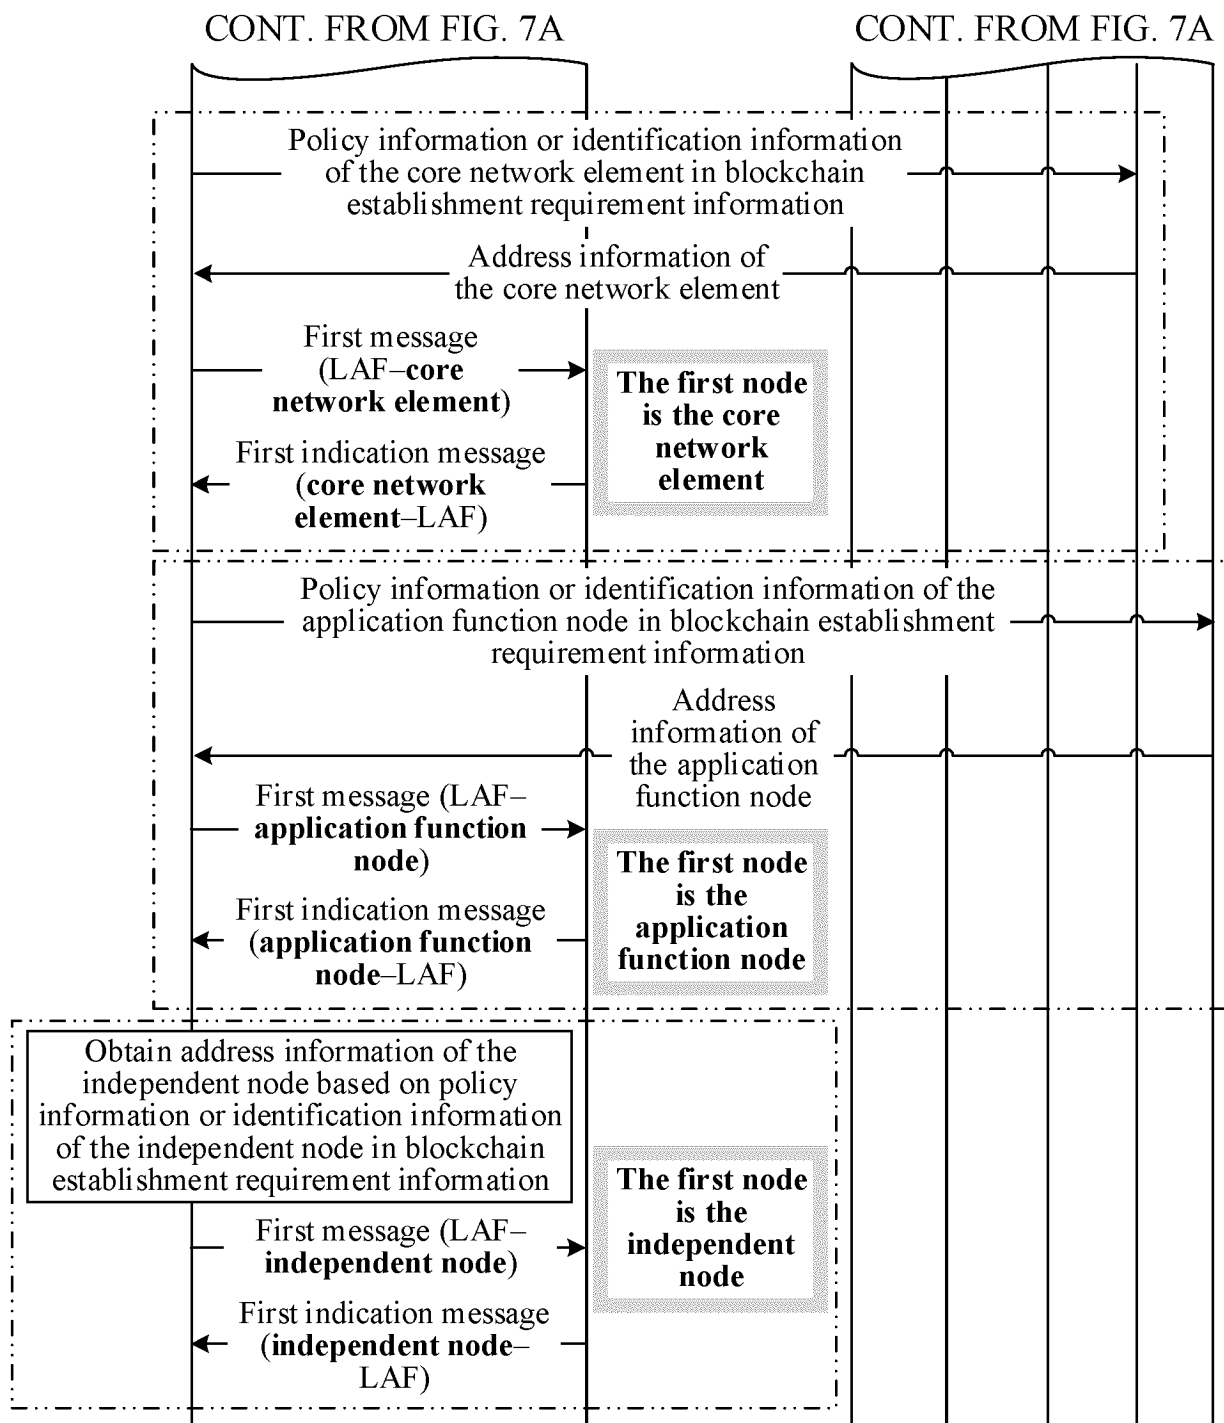 CONT. FROM FIG. 7A
CONT. FROM FIG. 7A
Policy information or identification information
of the core network element in blockchain
establishment requirement information
Address information of
the core network element
First message
(LAF–core
network element)
The first node
is the core
network
element
First indication message
(core network
element–LAF)
Policy information or identification information of the
application function node in blockchain establishment
requirement information
Address
information of
the application
function node
First message (LAF–
application function
node)
The first node
is the
application
function node
First indication message
(application function
node–LAF)
Obtain address information of the
independent node based on policy
information or identification information
of the independent node in blockchain
establishment requirement information
First message (LAF–
independent node)
The first node
is the
independent
node
First indication message
(independent node–
LAF)